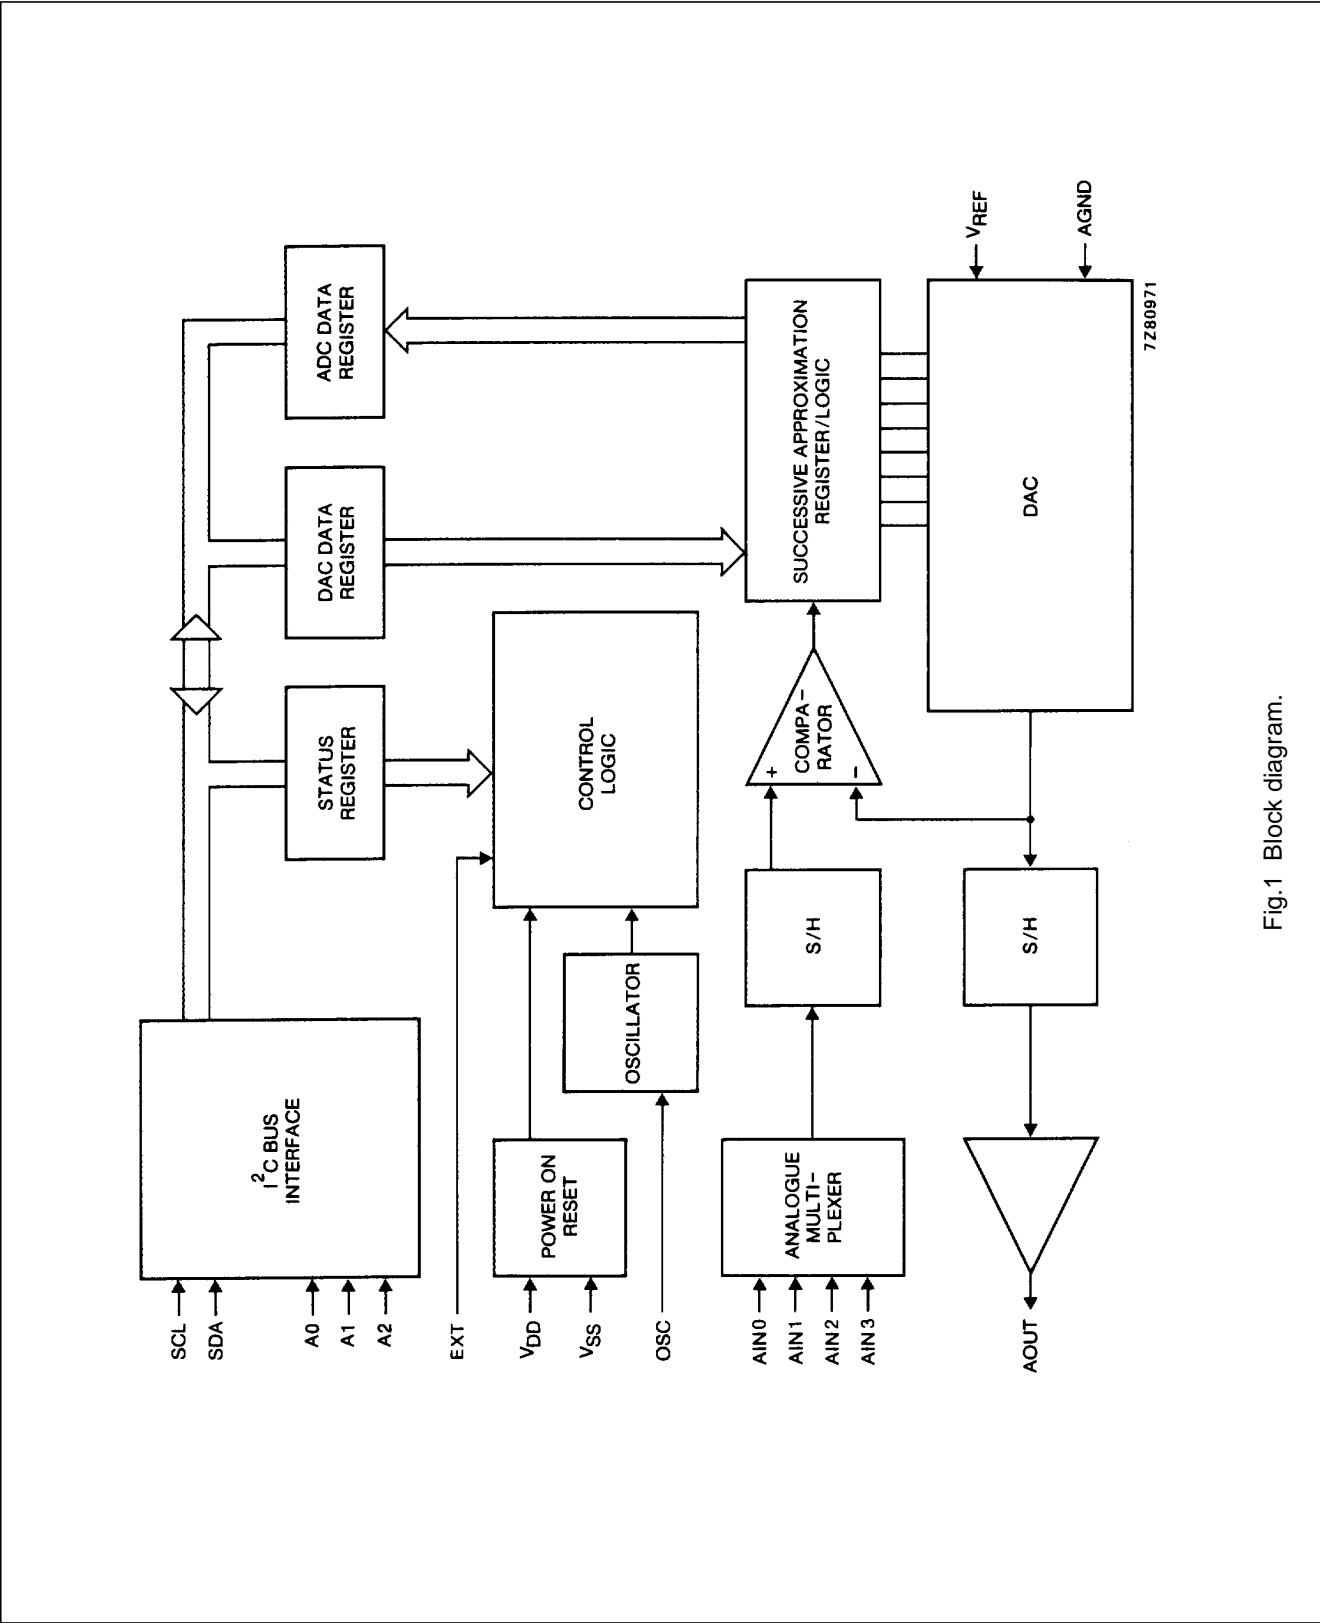 SCL
SDA
A0
A1
A2
I²C BUS
INTERFACE
STATUS
REGISTER
DAC DATA
REGISTER
ADC DATA
REGISTER
EXT
VDD
VSS
OSC
POWER ON
RESET
OSCILLATOR
CONTROL
LOGIC
AIN0
AIN1
AIN2
AIN3
ANALOGUE
MULTI-
PLEXER
S/H
+
COMPA-
RATOR
-
SUCCESSIVE APPROXIMATION
REGISTER/LOGIC
AOUT
S/H
DAC
VREF
AGND
7Z80971
Fig.1 Block diagram.